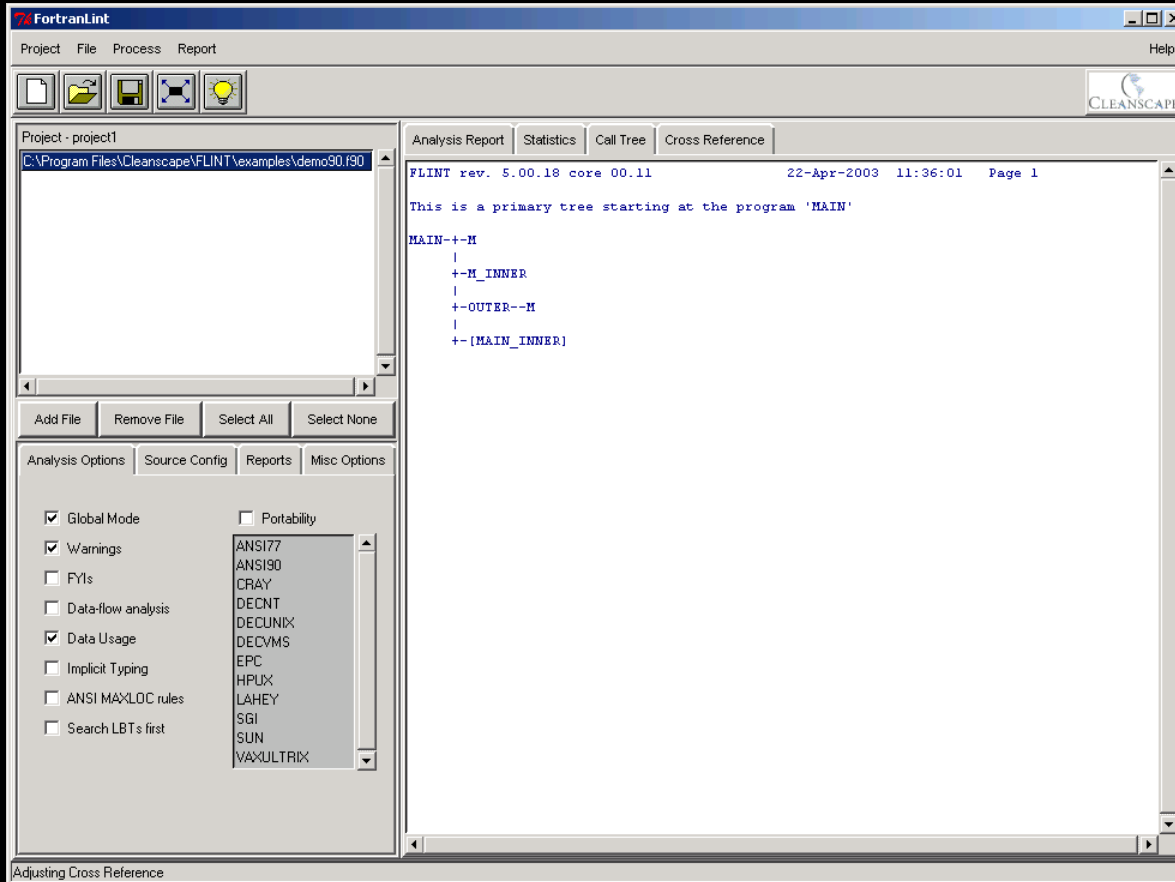 FortranLint
Project File Process Report Help
CLEANSCAPE
Project - project1
C:\Program Files\Cleanscape\FLINT\examples\demo90.f90
Add File Remove File Select All Select None
Analysis Options Source Config Reports Misc Options
Global Mode
Warnings
FYIs
Data-flow analysis
Data Usage
Implicit Typing
ANSI MAXLOC rules
Search LBTs first
Portability
ANSI77
ANSI90
CRAY
DECNT
DECUNIX
DECVMS
EPC
HPUX
LAHEY
SGI
SUN
VAXULTRIX
Analysis Report Statistics Call Tree Cross Reference
FLINT rev. 5.00.18 core 00.11 22-Apr-2003 11:36:01 Page 1
This is a primary tree starting at the program 'MAIN'
MAIN-+-M
|
+-M_INNER
|
+-OUTER--M
|
+-[MAIN_INNER]
Adjusting Cross Reference